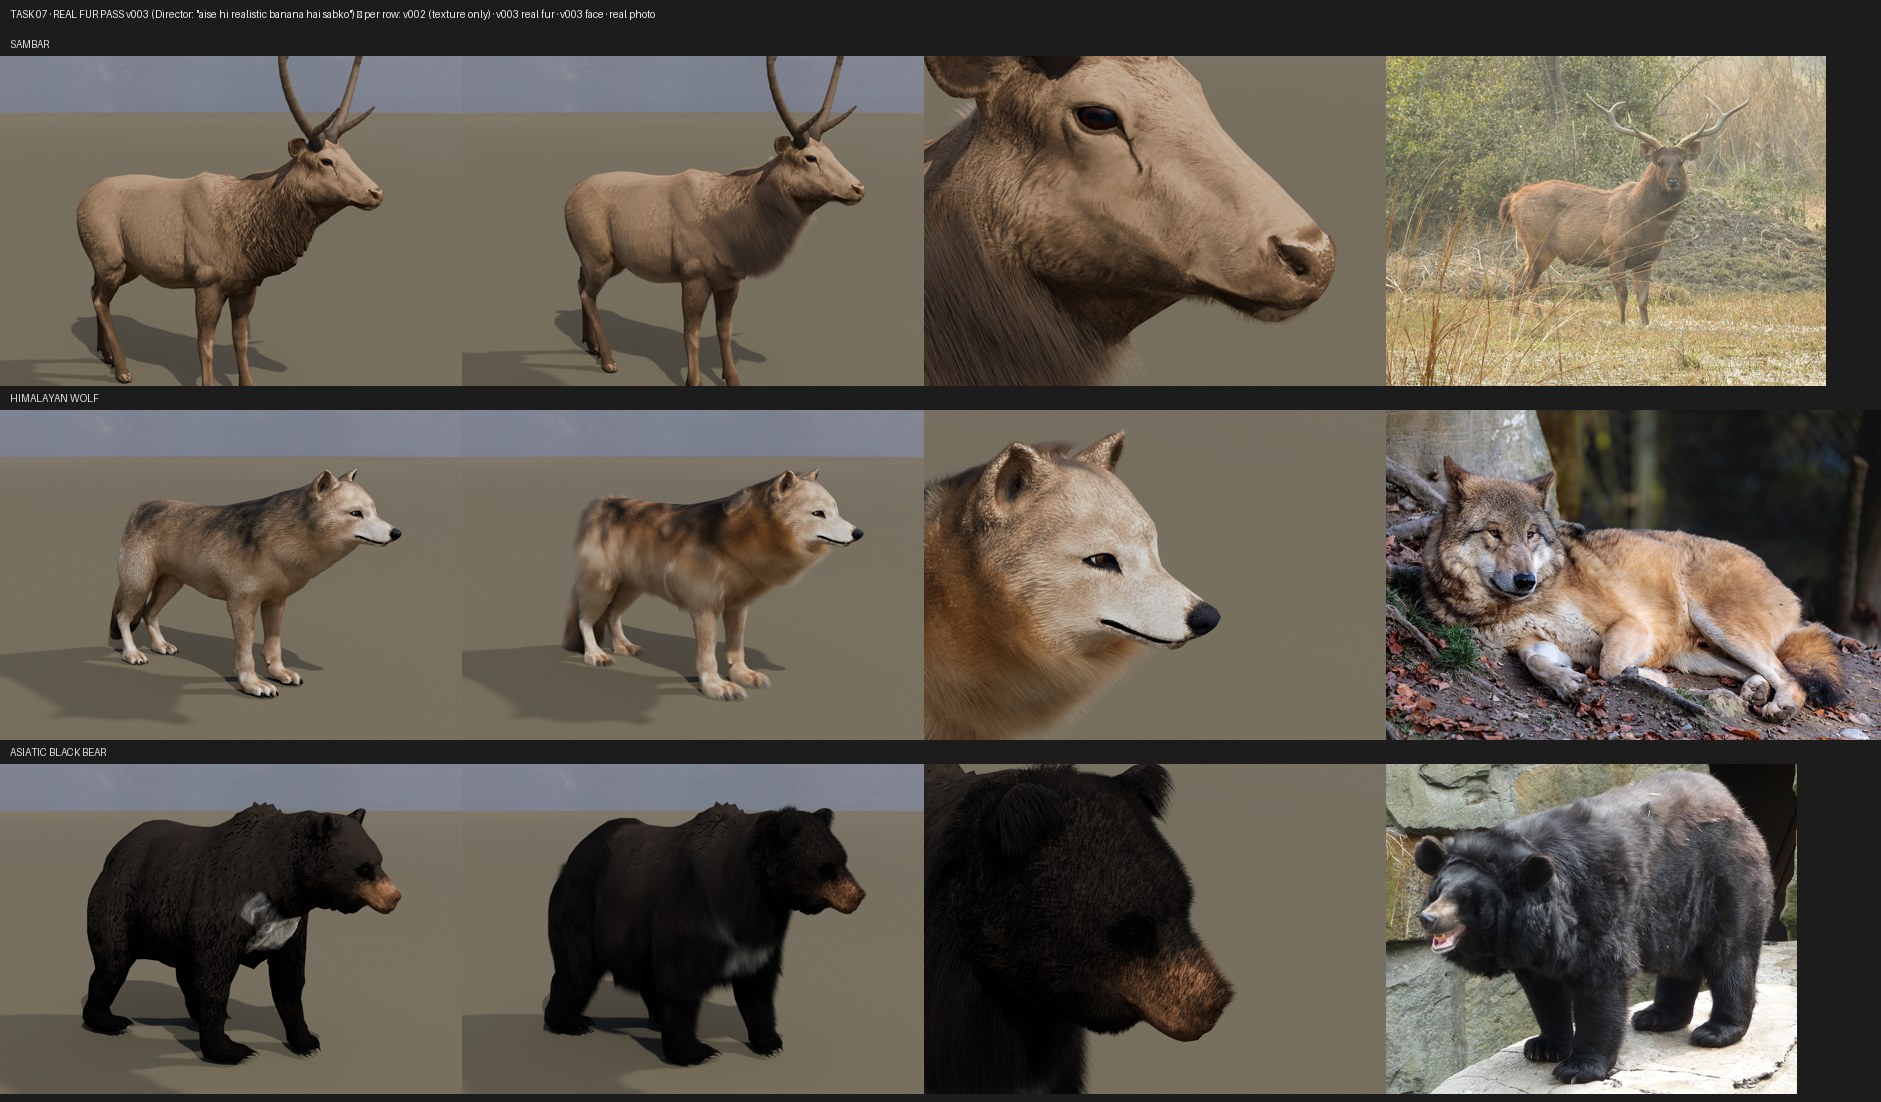 TASK 07 · REAL FUR PASS v003 (Director: "aise hi realistic banana hai sabko") ▯ per row: v002 (texture only) · v003 real fur · v003 face · real photo
SAMBAR
HIMALAYAN WOLF
ASIATIC BLACK BEAR